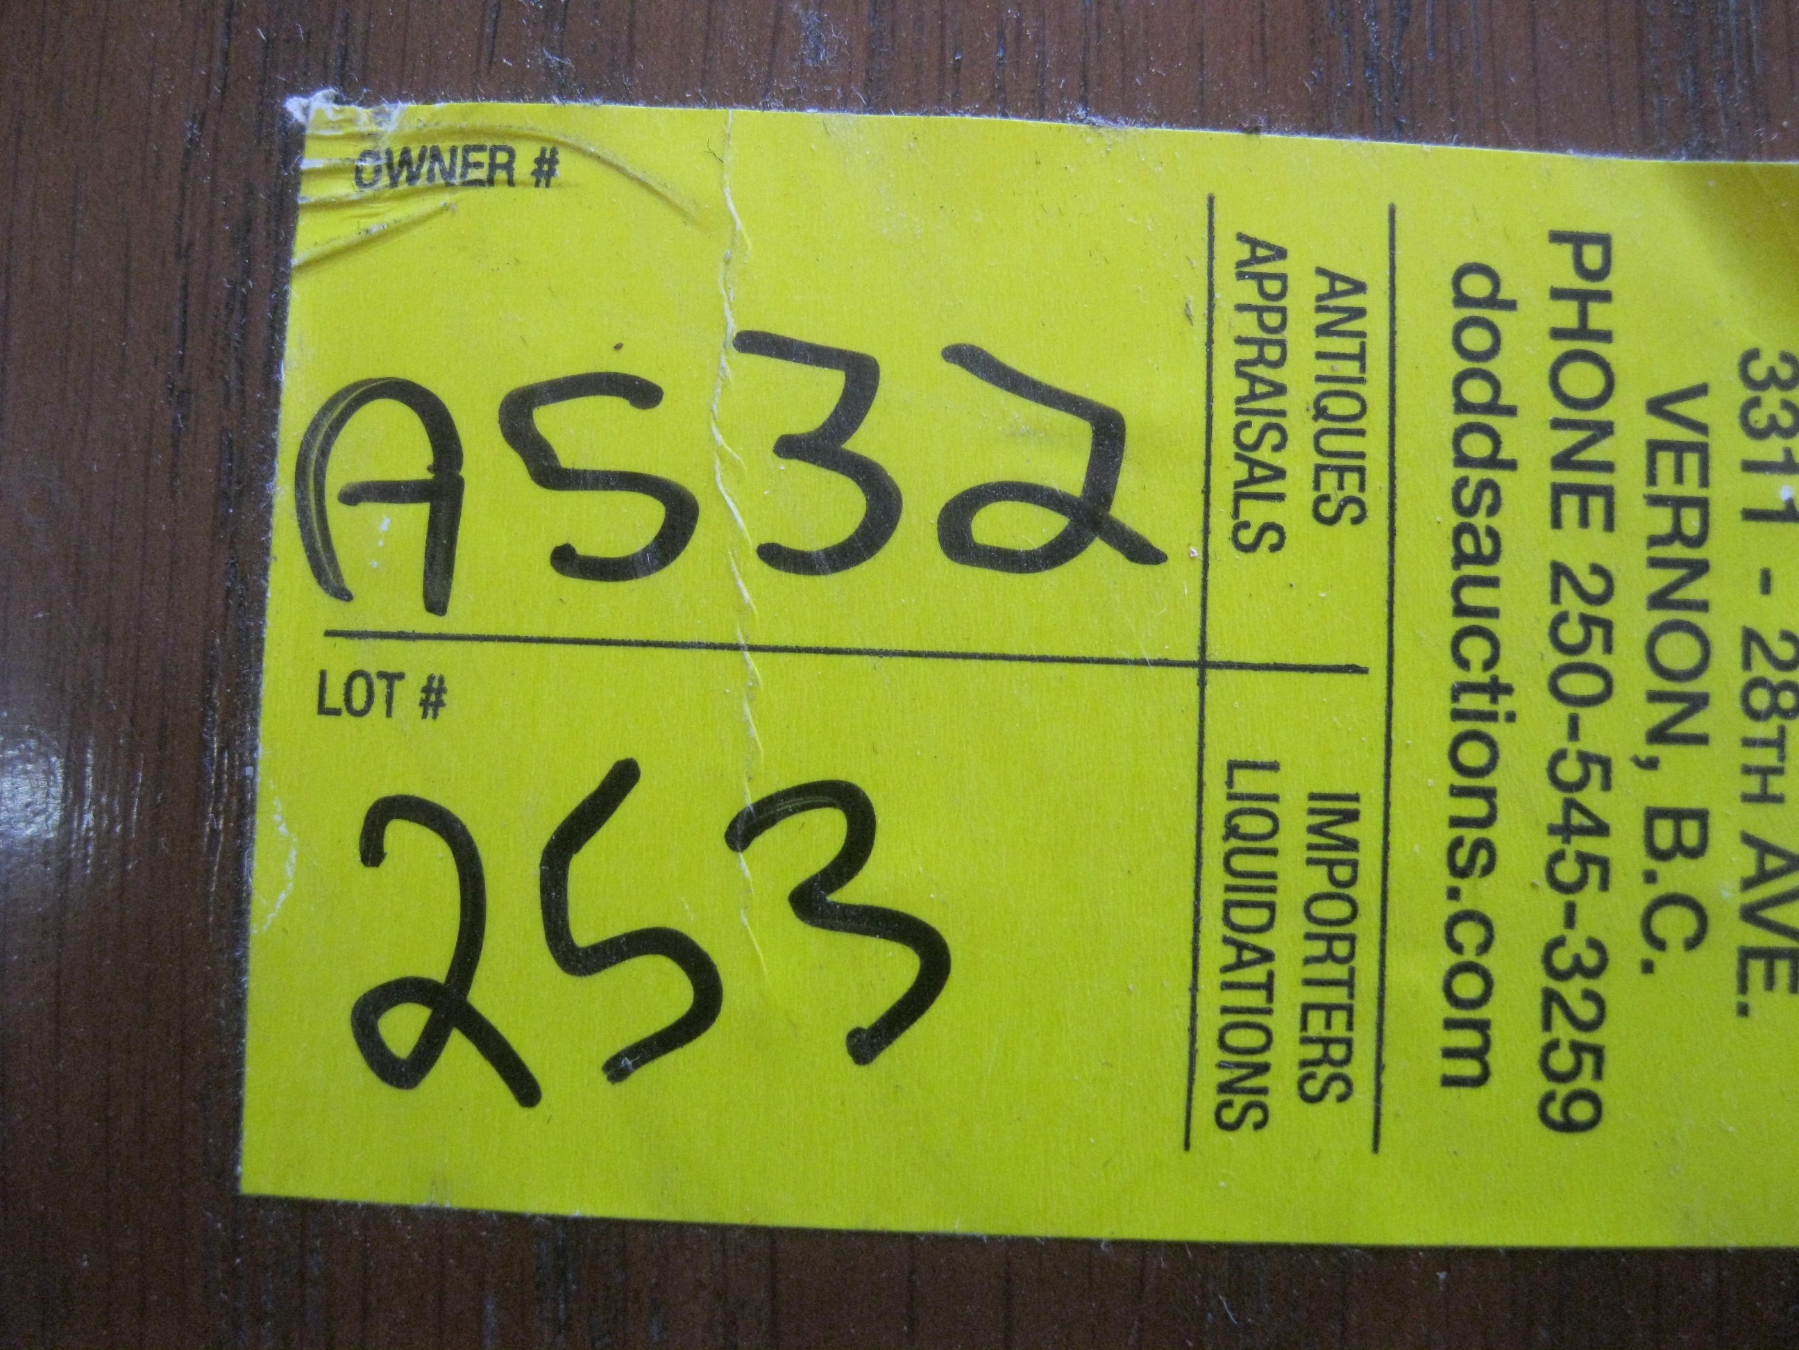 3311 - 28TH AVE.
VERNON, B.C.
PHONE 250-545-3259
doddsauctions.com
ANTIQUES
APPRAISALS
IMPORTERS
LIQUIDATIONS
OWNER #
A532
LOT #
253